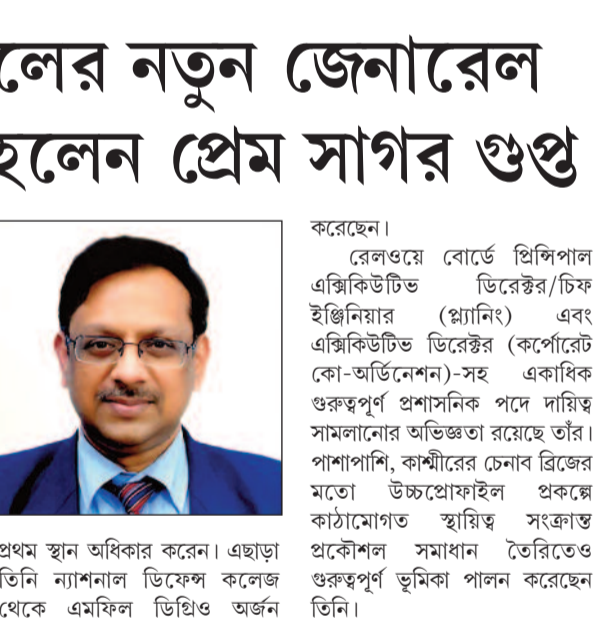 লের নতুন জেনারেল
ছলেন প্রেম সাগর গুপ্ত
প্রথম স্থান অধিকার করেন। এছাড়া
তিনি ন্যাশনাল ডিফেন্স কলেজ
থেকে এমফিল ডিগ্রিও অর্জন
করেছেন।
রেলওয়ে বোর্ডে প্রিন্সিপাল
এক্সিকিউটিভ ডিরেক্টর/চিফ
ইঞ্জিনিয়ার (প্ল্যানিং) এবং
এক্সিকিউটিভ ডিরেক্টর (কর্পোরেট
কো-অর্ডিনেশন)-সহ একাধিক
গুরুত্বপূর্ণ প্রশাসনিক পদে দায়িত্ব
সামলানোর অভিজ্ঞতা রয়েছে তাঁর।
পাশাপাশি, কাশ্মীরের চেনাব ব্রিজের
মতো উচ্চপ্রোফাইল প্রকল্পে
কাঠামোগত স্থায়িত্ব সংক্রান্ত
প্রকৌশল সমাধান তৈরিতেও
গুরুত্বপূর্ণ ভূমিকা পালন করেছেন
তিনি।